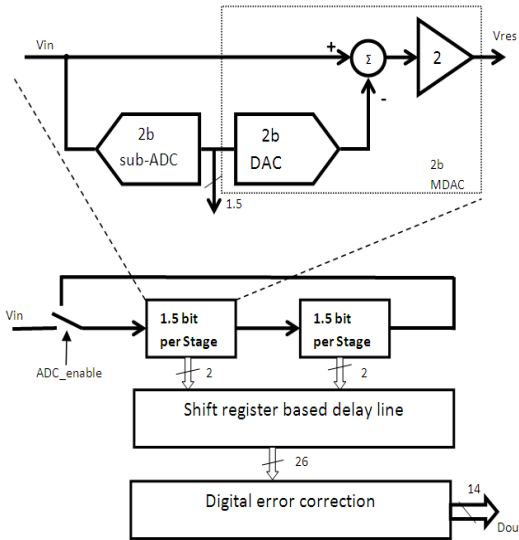 Vin
+
Σ
2
Vres
-
2b
sub-ADC
2b
DAC
2b
MDAC
1.5
Vin
1.5 bit
per Stage
1.5 bit
per Stage
ADC_enable
2
2
Shift register based delay line
26
Digital error correction
14
Dou